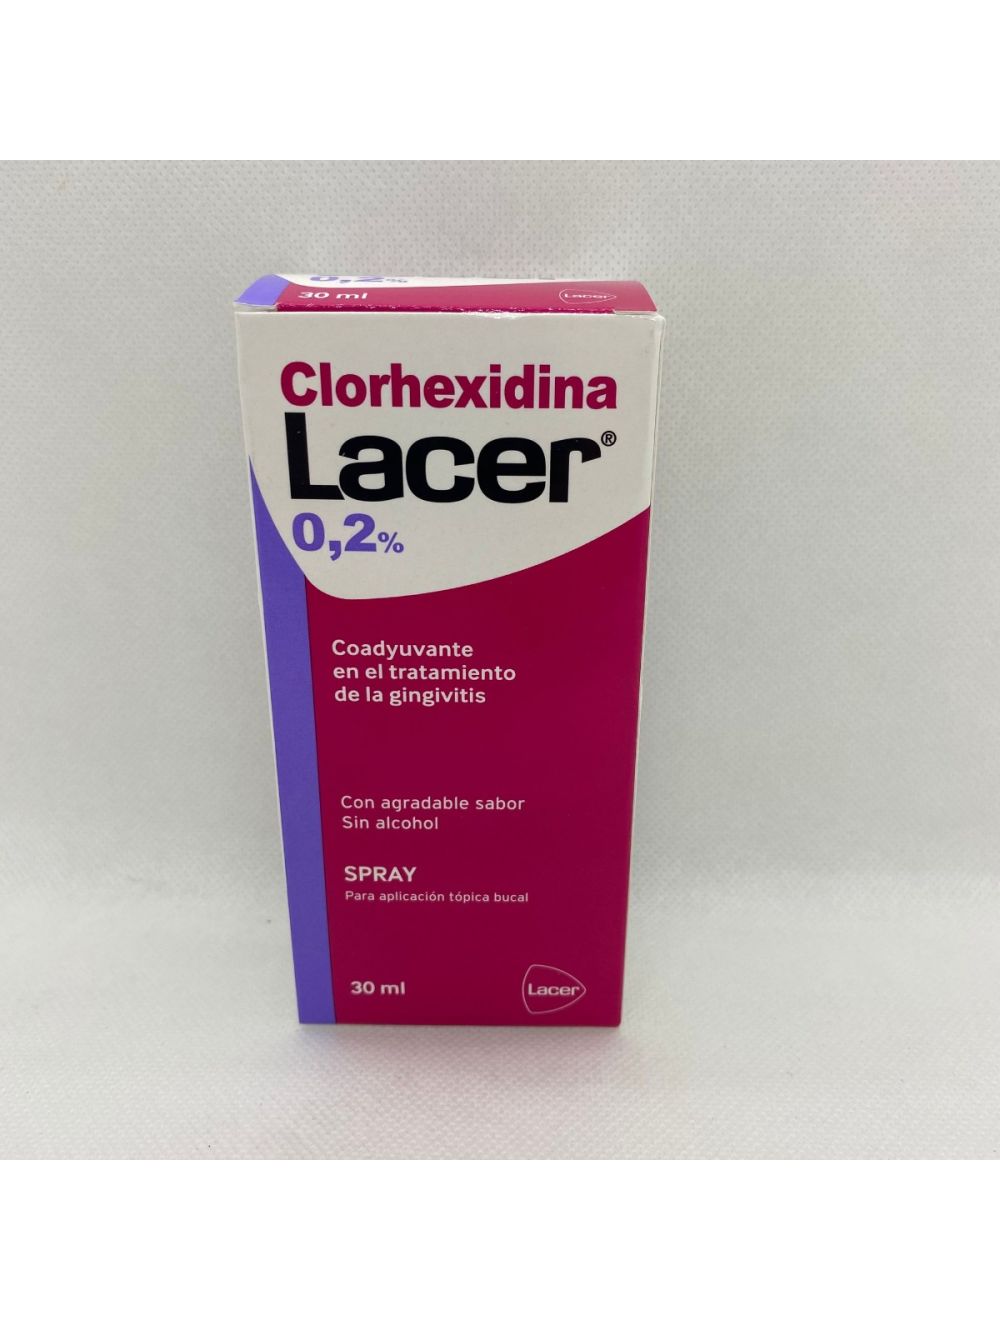 0,2%
30 ml
Lacer
Clorhexidina
Lacer®
0,2%
Coadyuvante
en el tratamiento
de la gingivitis
Con agradable sabor
Sin alcohol
SPRAY
Para aplicación tópica bucal
30 ml
Lacer